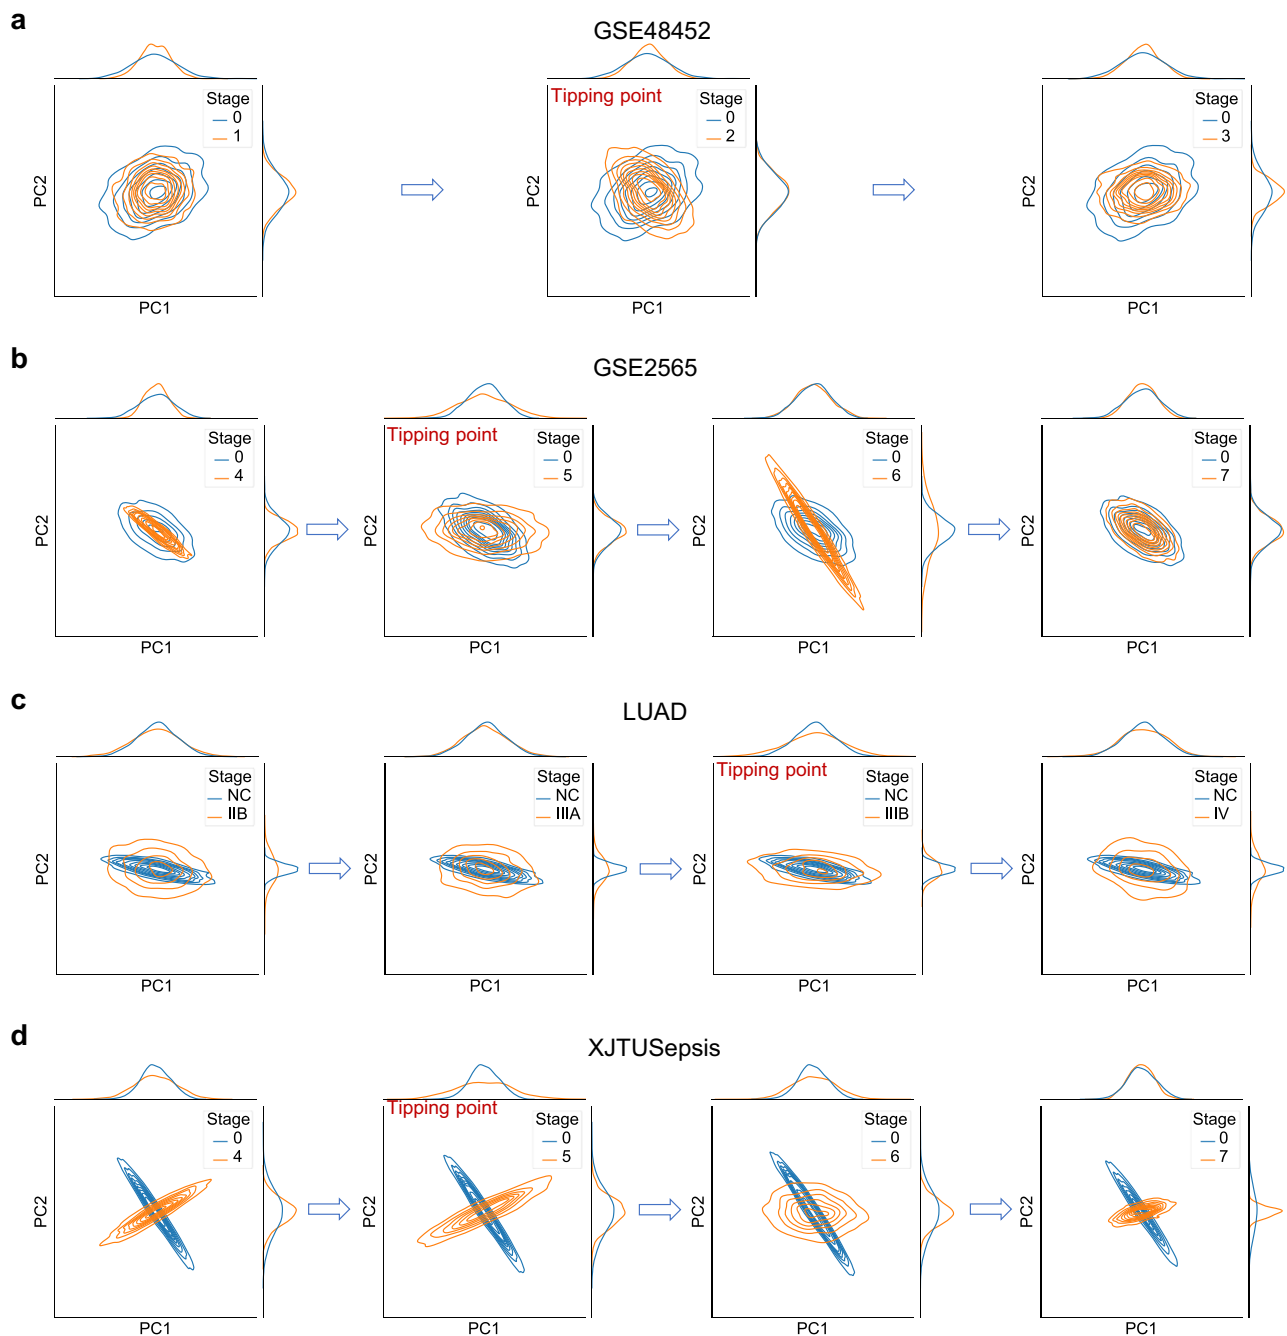 a
GSE48452
Stage
0
1
PC2
PC1
Tipping point
Stage
0
2
PC2
PC1
Stage
0
3
PC2
PC1
b
GSE2565
Stage
0
4
PC2
PC1
Tipping point
Stage
0
5
PC2
PC1
Stage
0
6
PC2
PC1
Stage
0
7
PC2
PC1
c
LUAD
Stage
NC
IIB
PC2
PC1
Stage
NC
IIIA
PC2
PC1
Tipping point
Stage
NC
IIIB
PC2
PC1
Stage
NC
IV
PC2
PC1
d
XJTUSepsis
Stage
0
4
PC2
PC1
Tipping point
Stage
0
5
PC2
PC1
Stage
0
6
PC2
PC1
Stage
0
7
PC2
PC1